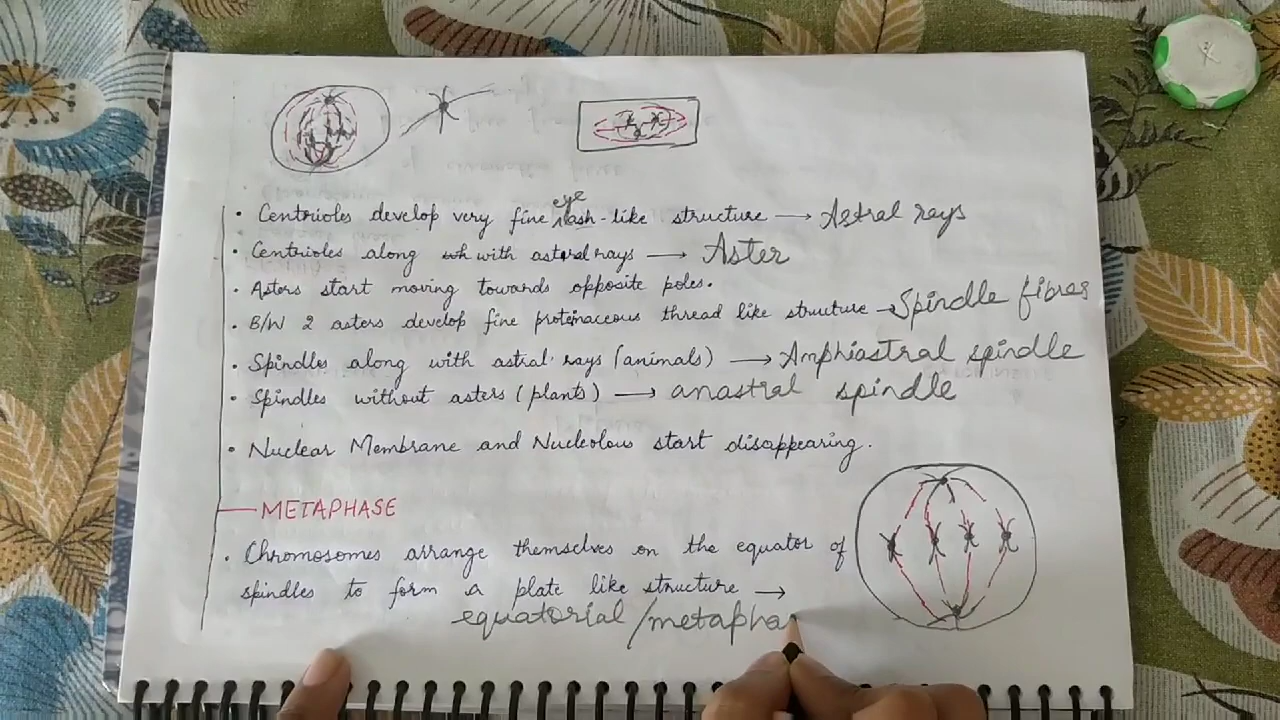 • Centrioles develop very fine eye lash-like structure → Astral rays
• Centrioles along with astral rays → Aster
• Asters start moving towards opposite poles.
• B/W 2 asters develop fine proteinaceous thread like structure → Spindle fibres
• Spindles along with astral rays (animals) → Amphiastral spindle
• Spindles without asters (plants) → anastral spindle
• Nuclear Membrane and Nucleolous start disappearing.
METAPHASE
• Chromosomes arrange themselves on the equator of
spindles to form a plate like structure →
equatorial/metapha